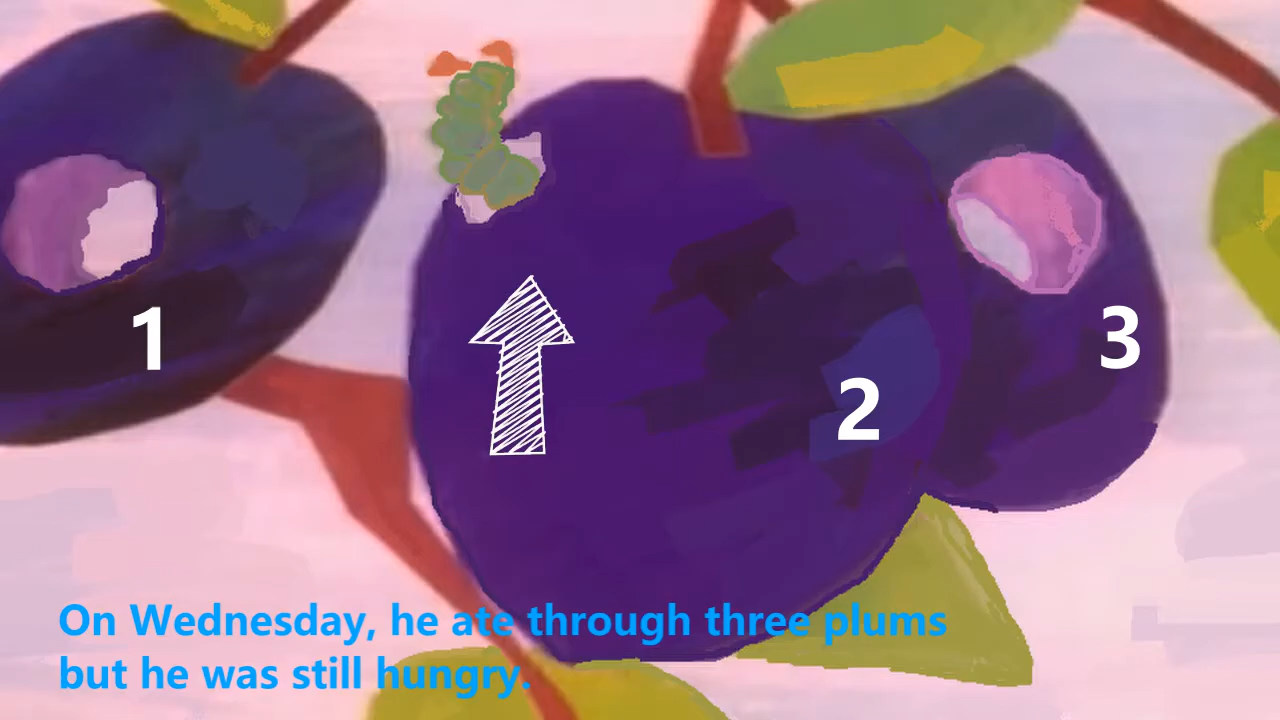 1
2
3
On Wednesday, he ate through three plums
but he was still hungry.